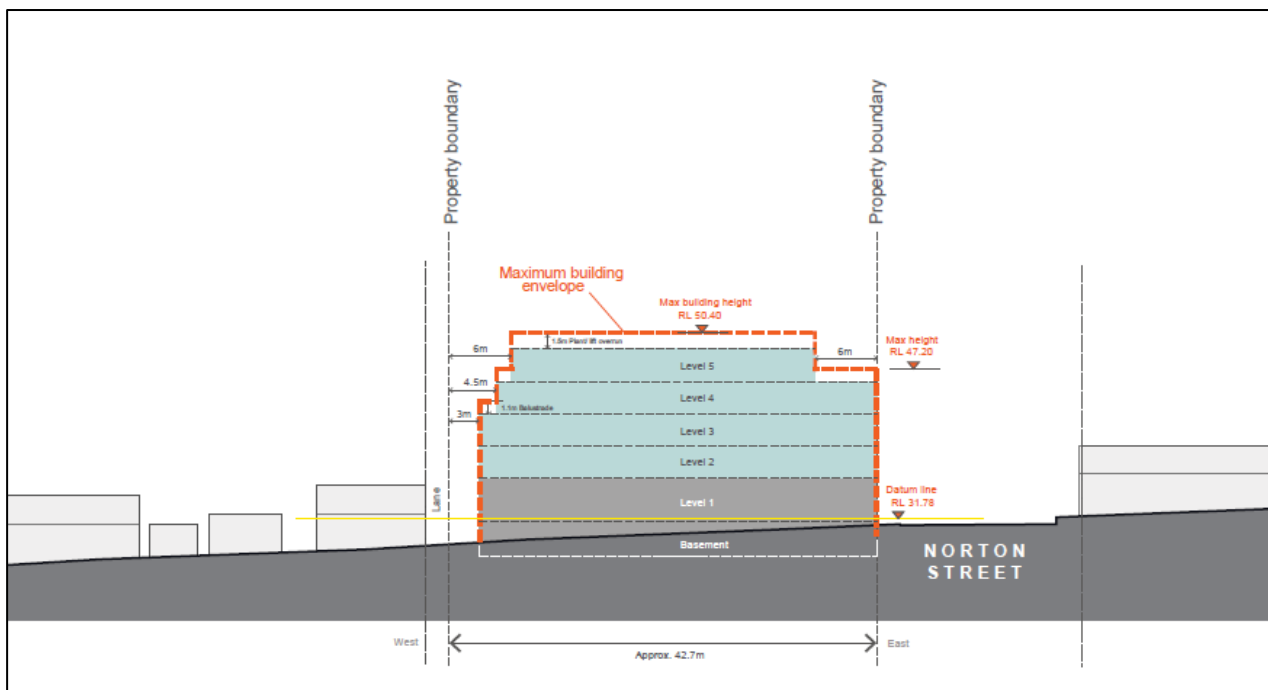 Property boundary
Property boundary
Maximum building
envelope
Max building height
RL 50.40
Max height
RL 47.20
1.5m Plant/ lift overrun
6m
6m
Level 5
4.5m
Level 4
1.1m Balustrade
3m
Level 3
Level 2
Lane
Level 1
Datum line
RL 31.78
Basement
NORTON
STREET
West
East
Approx. 42.7m